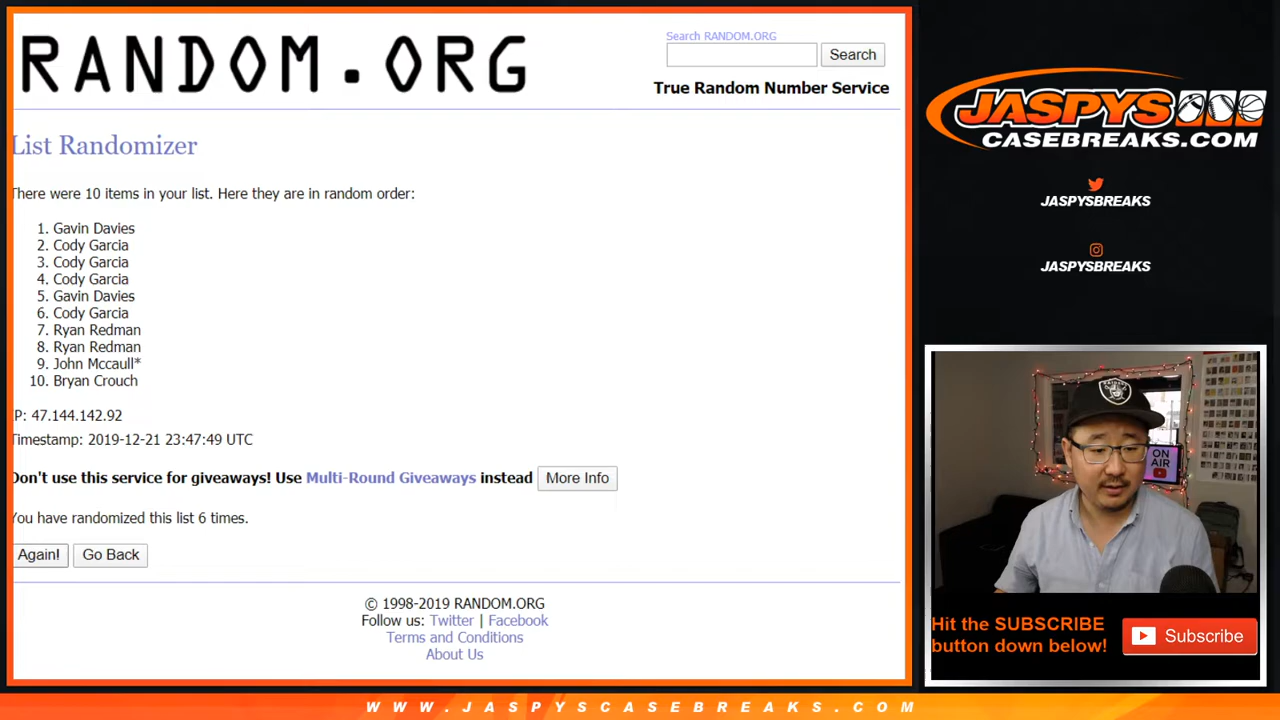 RANDOM.ORG
Search RANDOM.ORG
Search
True Random Number Service
List Randomizer
There were 10 items in your list. Here they are in random order:
1. Gavin Davies
2. Cody Garcia
3. Cody Garcia
4. Cody Garcia
5. Gavin Davies
6. Cody Garcia
7. Ryan Redman
8. Ryan Redman
9. John Mccaull*
10. Bryan Crouch
IP: 47.144.142.92
Timestamp: 2019-12-21 23:47:49 UTC
Don't use this service for giveaways! Use Multi-Round Giveaways instead More Info
You have randomized this list 6 times.
Again! Go Back
© 1998-2019 RANDOM.ORG
Follow us: Twitter | Facebook
Terms and Conditions
About Us
JASPYS
CASEBREAKS.COM
JASPYSBREAKS
JASPYSBREAKS
ON AIR
Hit the SUBSCRIBE
button down below!
Subscribe
WWW.JASPYSCASEBREAKS.COM